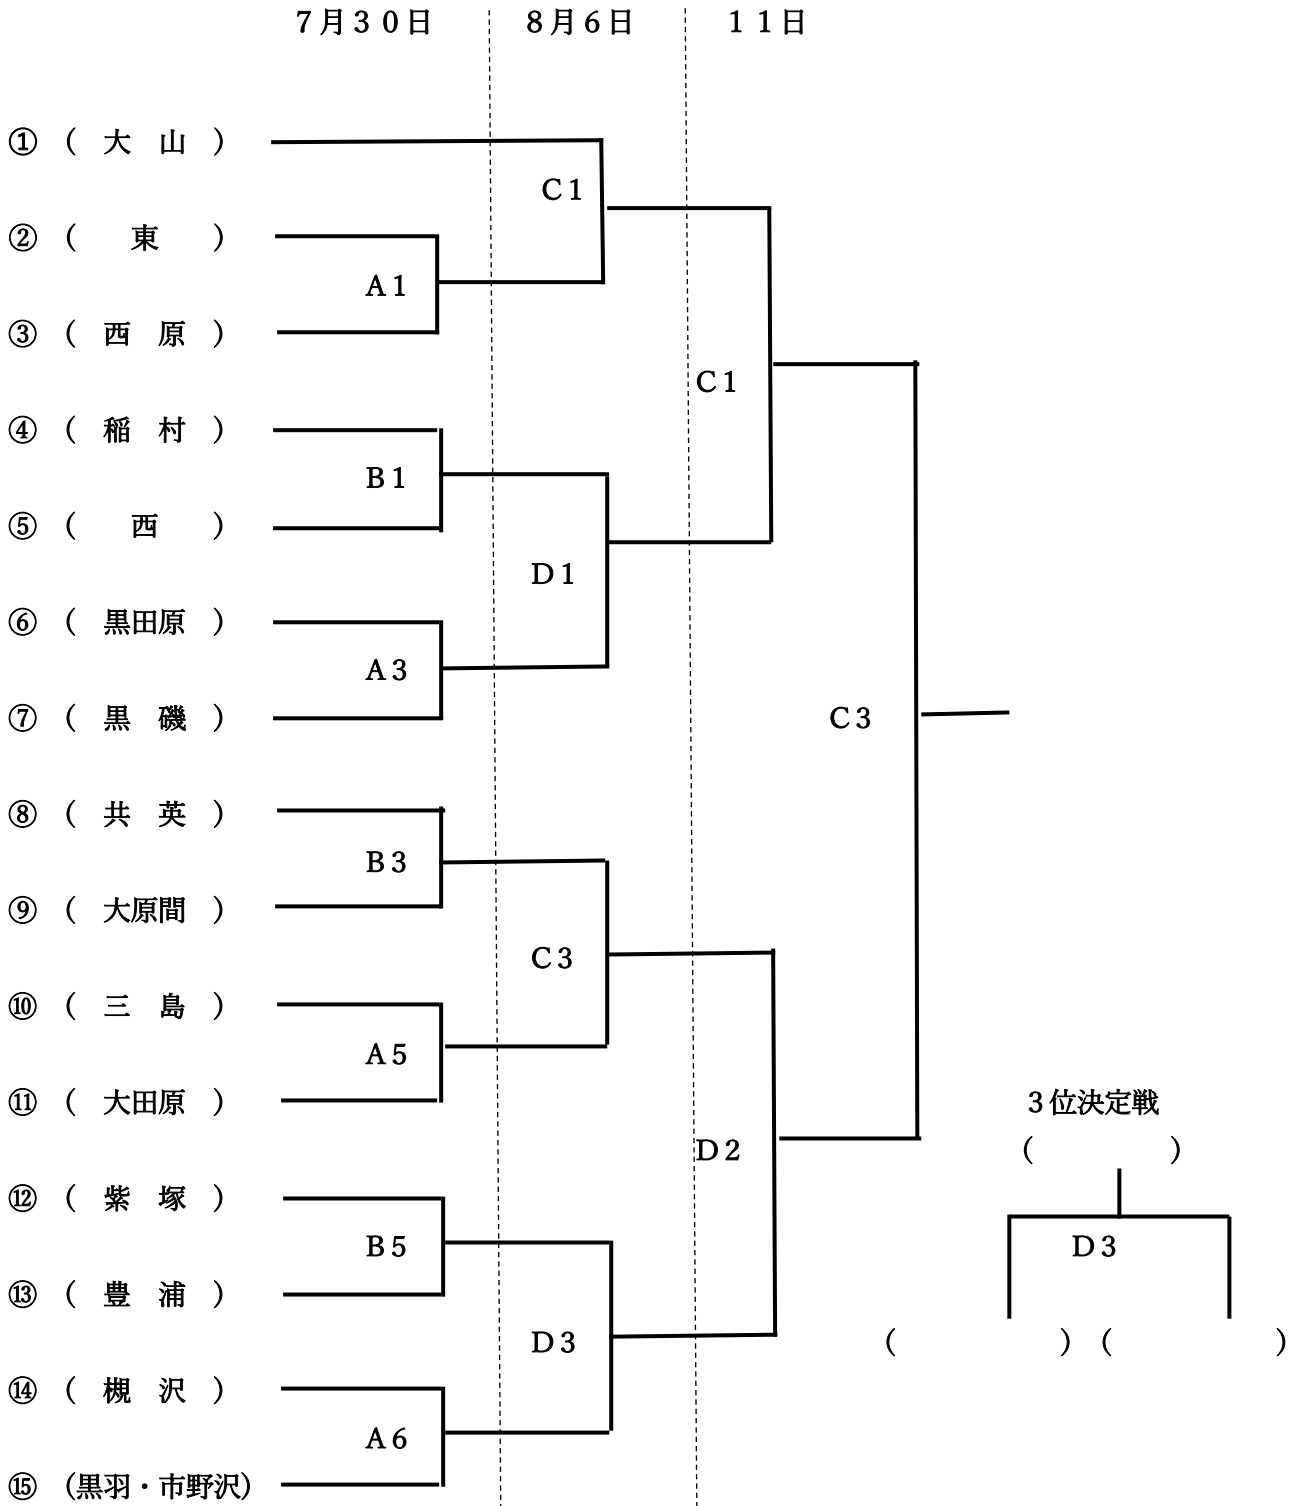 ７月３０日　８月６日　１１日
①（　大　山　）
C１
②（　　東　　）
A１
③（　西　原　）
C１
④（　稲　村　）
B１
⑤（　　西　　）
D１
⑥（　黒田原　）
A３
⑦（　黒　磯　）
C３
⑧（　共　英　）
B３
⑨（　大原間　）
C３
⑩（　三　島　）
A５
⑪（　大田原　）
３位決定戦
D２　（　　　　　）
⑫（　紫　塚　）
B５　D３
⑬（　豊　浦　）
D３　（　　　　　　）（　　　　　　）
⑭（　槻　沢　）
A６
⑮（黒羽・市野沢）